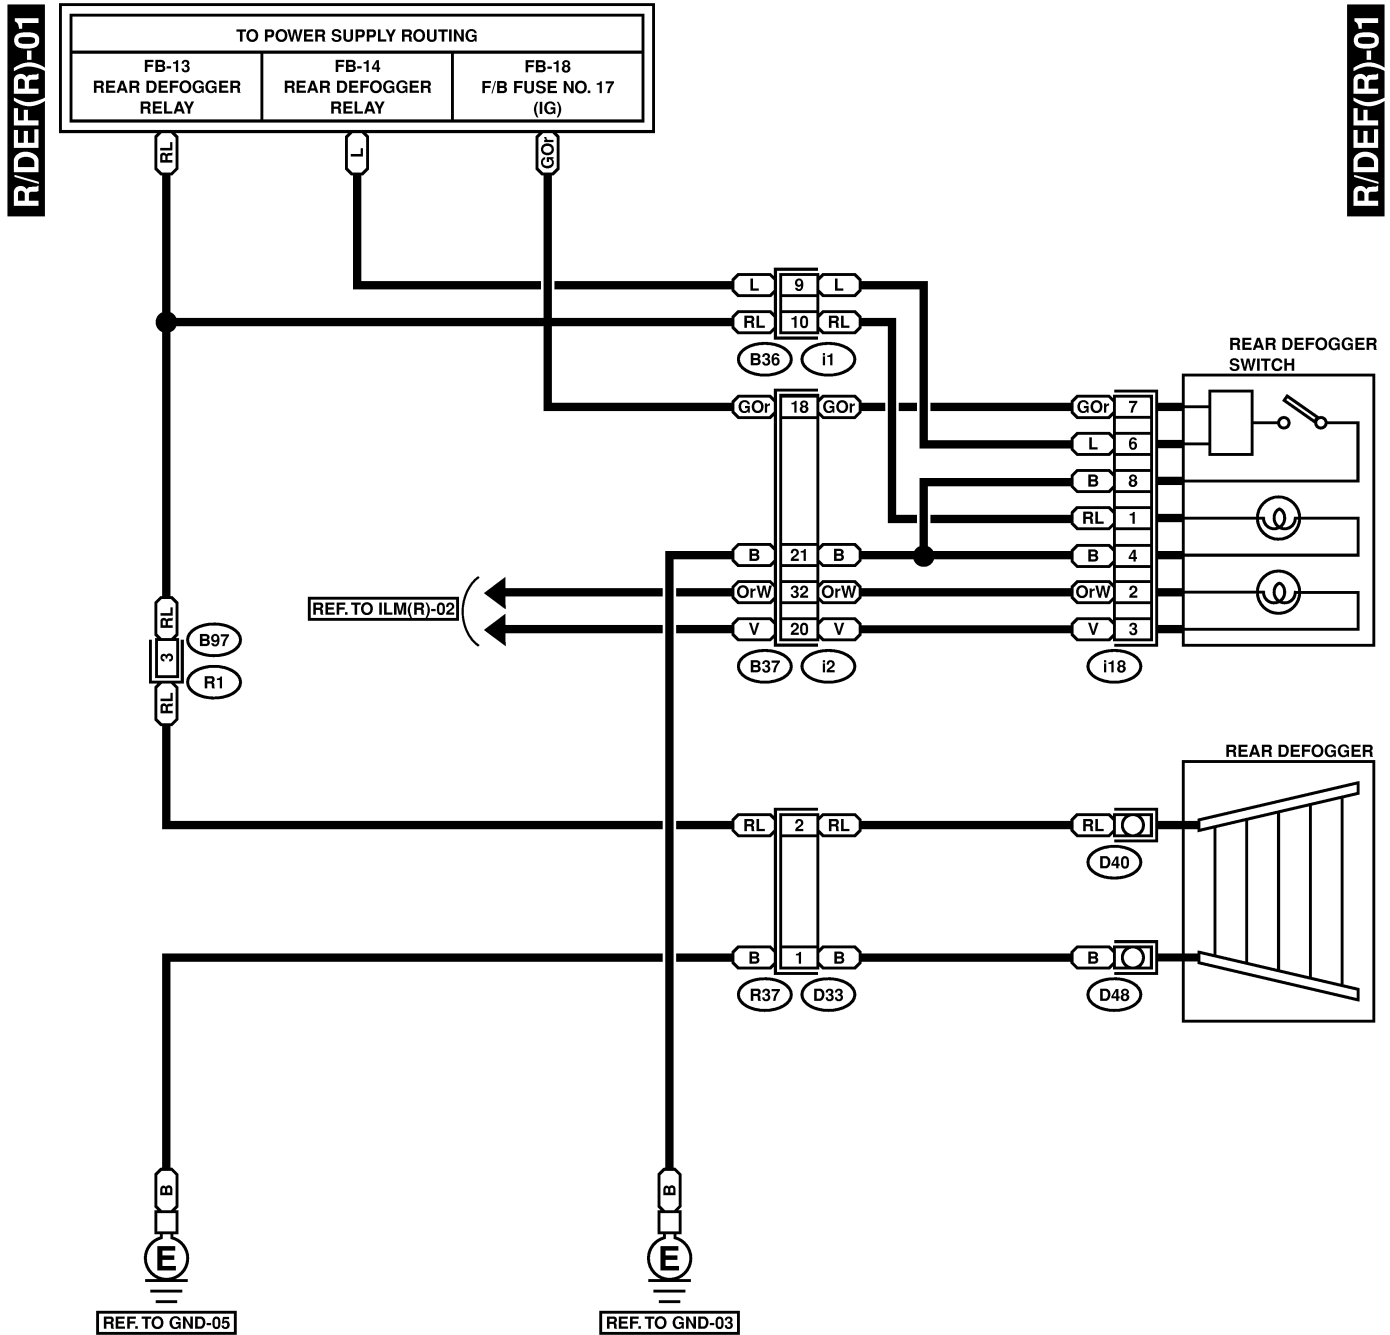 R/DEF(R)-01
R/DEF(R)-01
TO POWER SUPPLY ROUTING
FB-13
REAR DEFOGGER
RELAY
FB-14
REAR DEFOGGER
RELAY
FB-18
F/B FUSE NO. 17
(IG)
RL
L
GOr
L 9 L
RL 10 RL
B36 i1
REAR DEFOGGER
SWITCH
GOr 18 GOr
GOr 7
L 6
B 8
RL 1
B 21 B
B 4
REF. TO ILM(R)-02
OrW 32 OrW
OrW 2
V 20 V
V 3
B37 i2
i18
RL
3
RL
B97
R1
REAR DEFOGGER
RL 2 RL
RL
D40
B 1 B
B
R37 D33
D48
B
B
E
E
REF. TO GND-05
REF. TO GND-03